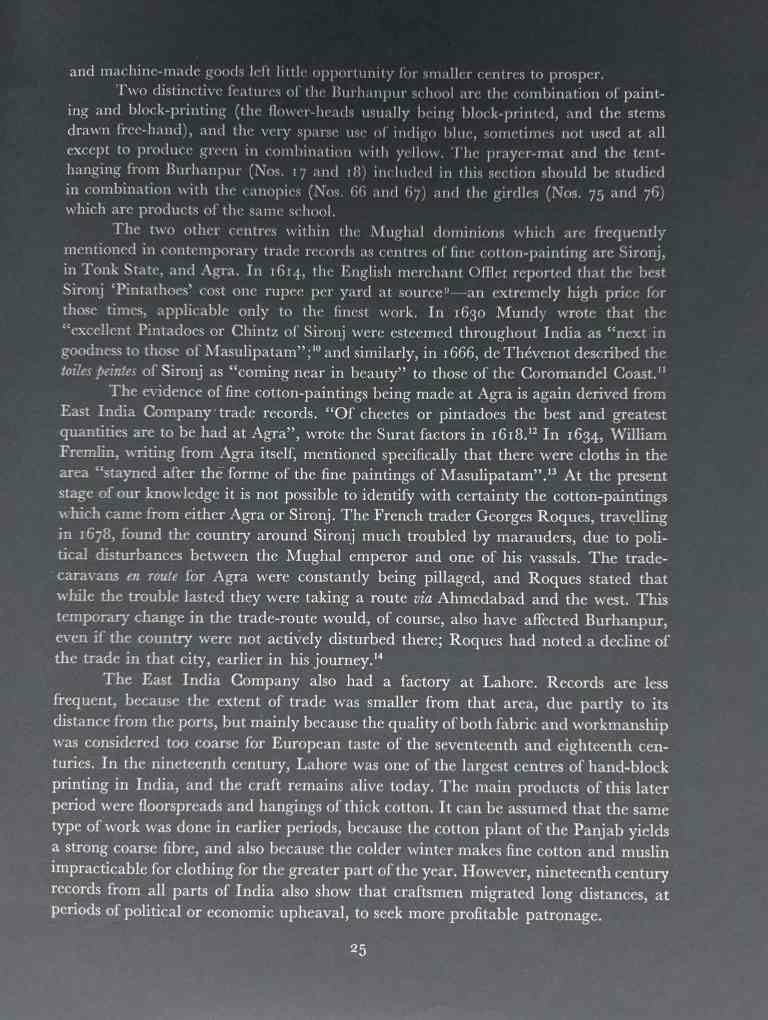 and machine-made goods left little opportunity for smaller centres to prosper.
Two distinctive features of the Burhanpur school are the combination of paint-
ing and block-printing (the flower-heads usually being block-printed, and the stems
drawn free-hand), and the very sparse use of indigo blue, sometimes not used at all
except to produce green in combination with yellow. The prayer-mat and the tent-
hanging from Burhanpur (Nos. 17 and 18) included in this section should be studied
in combination with the canopies (Nos. 66 and 67) and the girdles (Nos. 75 and 76)
which are products of the same school.
The two other centres within the Mughal dominions which are frequently
mentioned in contemporary trade records as centres of fine cotton-painting are Sironj,
in Tonk State, and Agra. In 1614, the English merchant Offlet reported that the best
Sironj ‘Pintathoes’ cost one rupee per yard at source⁹—an extremely high price for
those times, applicable only to the finest work. In 1630 Mundy wrote that the
“excellent Pintadoes or Chintz of Sironj were esteemed throughout India as “next in
goodness to those of Masulipatam”;¹⁰ and similarly, in 1666, de Thévenot described the
toiles peintes of Sironj as “coming near in beauty” to those of the Coromandel Coast.¹¹
The evidence of fine cotton-paintings being made at Agra is again derived from
East India Company trade records. “Of cheetes or pintadoes the best and greatest
quantities are to be had at Agra”, wrote the Surat factors in 1618.¹² In 1634, William
Fremlin, writing from Agra itself, mentioned specifically that there were cloths in the
area “stayned after the forme of the fine paintings of Masulipatam”.¹³ At the present
stage of our knowledge it is not possible to identify with certainty the cotton-paintings
which came from either Agra or Sironj. The French trader Georges Roques, travelling
in 1678, found the country around Sironj much troubled by marauders, due to poli-
tical disturbances between the Mughal emperor and one of his vassals. The trade-
caravans en route for Agra were constantly being pillaged, and Roques stated that
while the trouble lasted they were taking a route via Ahmedabad and the west. This
temporary change in the trade-route would, of course, also have affected Burhanpur,
even if the country were not actively disturbed there; Roques had noted a decline of
the trade in that city, earlier in his journey.¹⁴
The East India Company also had a factory at Lahore. Records are less
frequent, because the extent of trade was smaller from that area, due partly to its
distance from the ports, but mainly because the quality of both fabric and workmanship
was considered too coarse for European taste of the seventeenth and eighteenth cen-
turies. In the nineteenth century, Lahore was one of the largest centres of hand-block
printing in India, and the craft remains alive today. The main products of this later
period were floorspreads and hangings of thick cotton. It can be assumed that the same
type of work was done in earlier periods, because the cotton plant of the Panjab yields
a strong coarse fibre, and also because the colder winter makes fine cotton and muslin
impracticable for clothing for the greater part of the year. However, nineteenth century
records from all parts of India also show that craftsmen migrated long distances, at
periods of political or economic upheaval, to seek more profitable patronage.
25